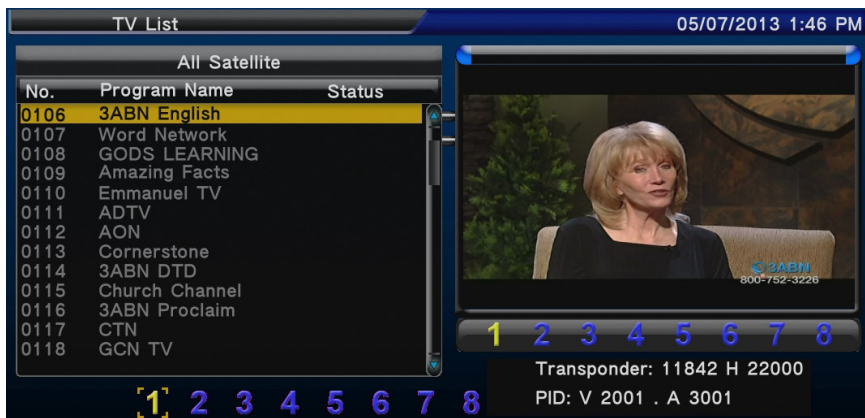 TV List 05/07/2013 1:46 PM
All Satellite
No. Program Name Status
0106 3ABN English
0107 Word Network
0108 GODS LEARNING
0109 Amazing Facts
0110 Emmanuel TV
0111 ADTV
0112 AON
0113 Cornerstone
0114 3ABN DTD
0115 Church Channel
0116 3ABN Proclaim
0117 CTN
0118 GCN TV
[1] 2 3 4 5 6 7 8
3ABN
800-752-3226
1 2 3 4 5 6 7 8
Transponder: 11842 H 22000
PID: V 2001 . A 3001